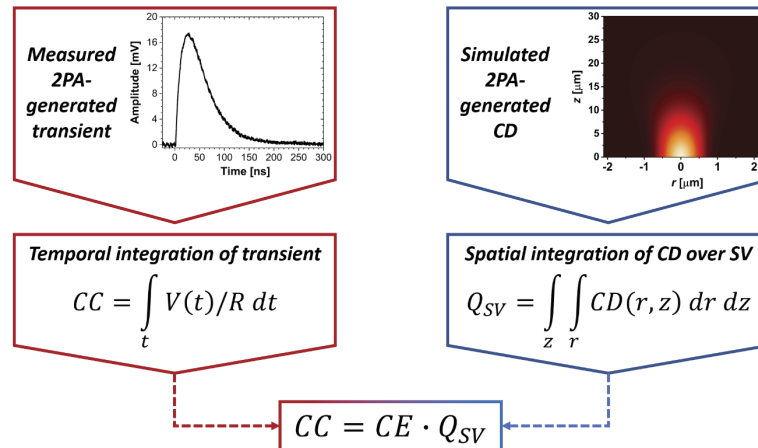 Measured
2PA-
generated
transient
Amplitude [mV]
20
16
12
8
4
0
0 50 100 150 200 250 300
Time [ns]
Simulated
2PA-
generated
CD
z [μm]
30
25
20
15
10
5
0
-2 -1 0 1 2
r [μm]
Temporal integration of transient
CC = ∫ V(t)/R dt
t
Spatial integration of CD over SV
Q_SV = ∫ ∫ CD(r, z) dr dz
z r
CC = CE · Q_SV